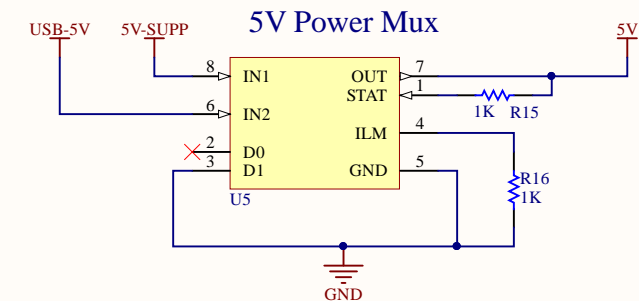 5V Power Mux
USB-5V
5V-SUPP
5V
8
IN1
OUT
7
STAT
1
6
IN2
1K
R15
ILM
4
2
D0
3
D1
GND
5
U5
R16
1K
GND